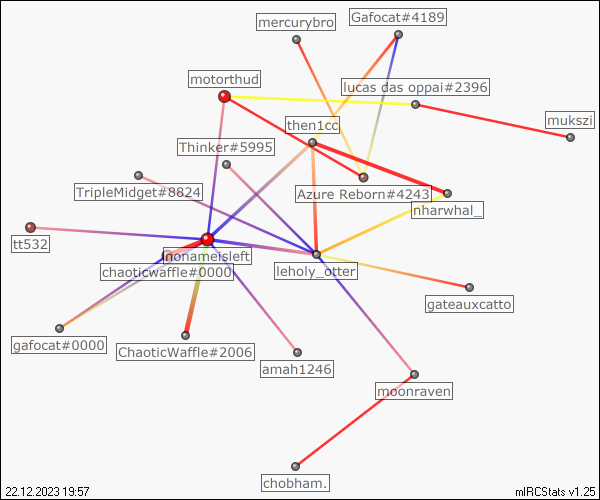 mercurybro
Gafocat#4189
motorthud
lucas das oppai#2396
then1cc
mukszi
Thinker#5995
TripleMidget#8824
Azure Reborn#4243
nharwhal_
tt532
nonameisleft
chaoticwaffle#0000
leholy_otter
gateauxcatto
gafocat#0000
ChaoticWaffle#2006
amah1246
moonraven
chobham.
22.12.2023 19:57
mIRCStats v1.25